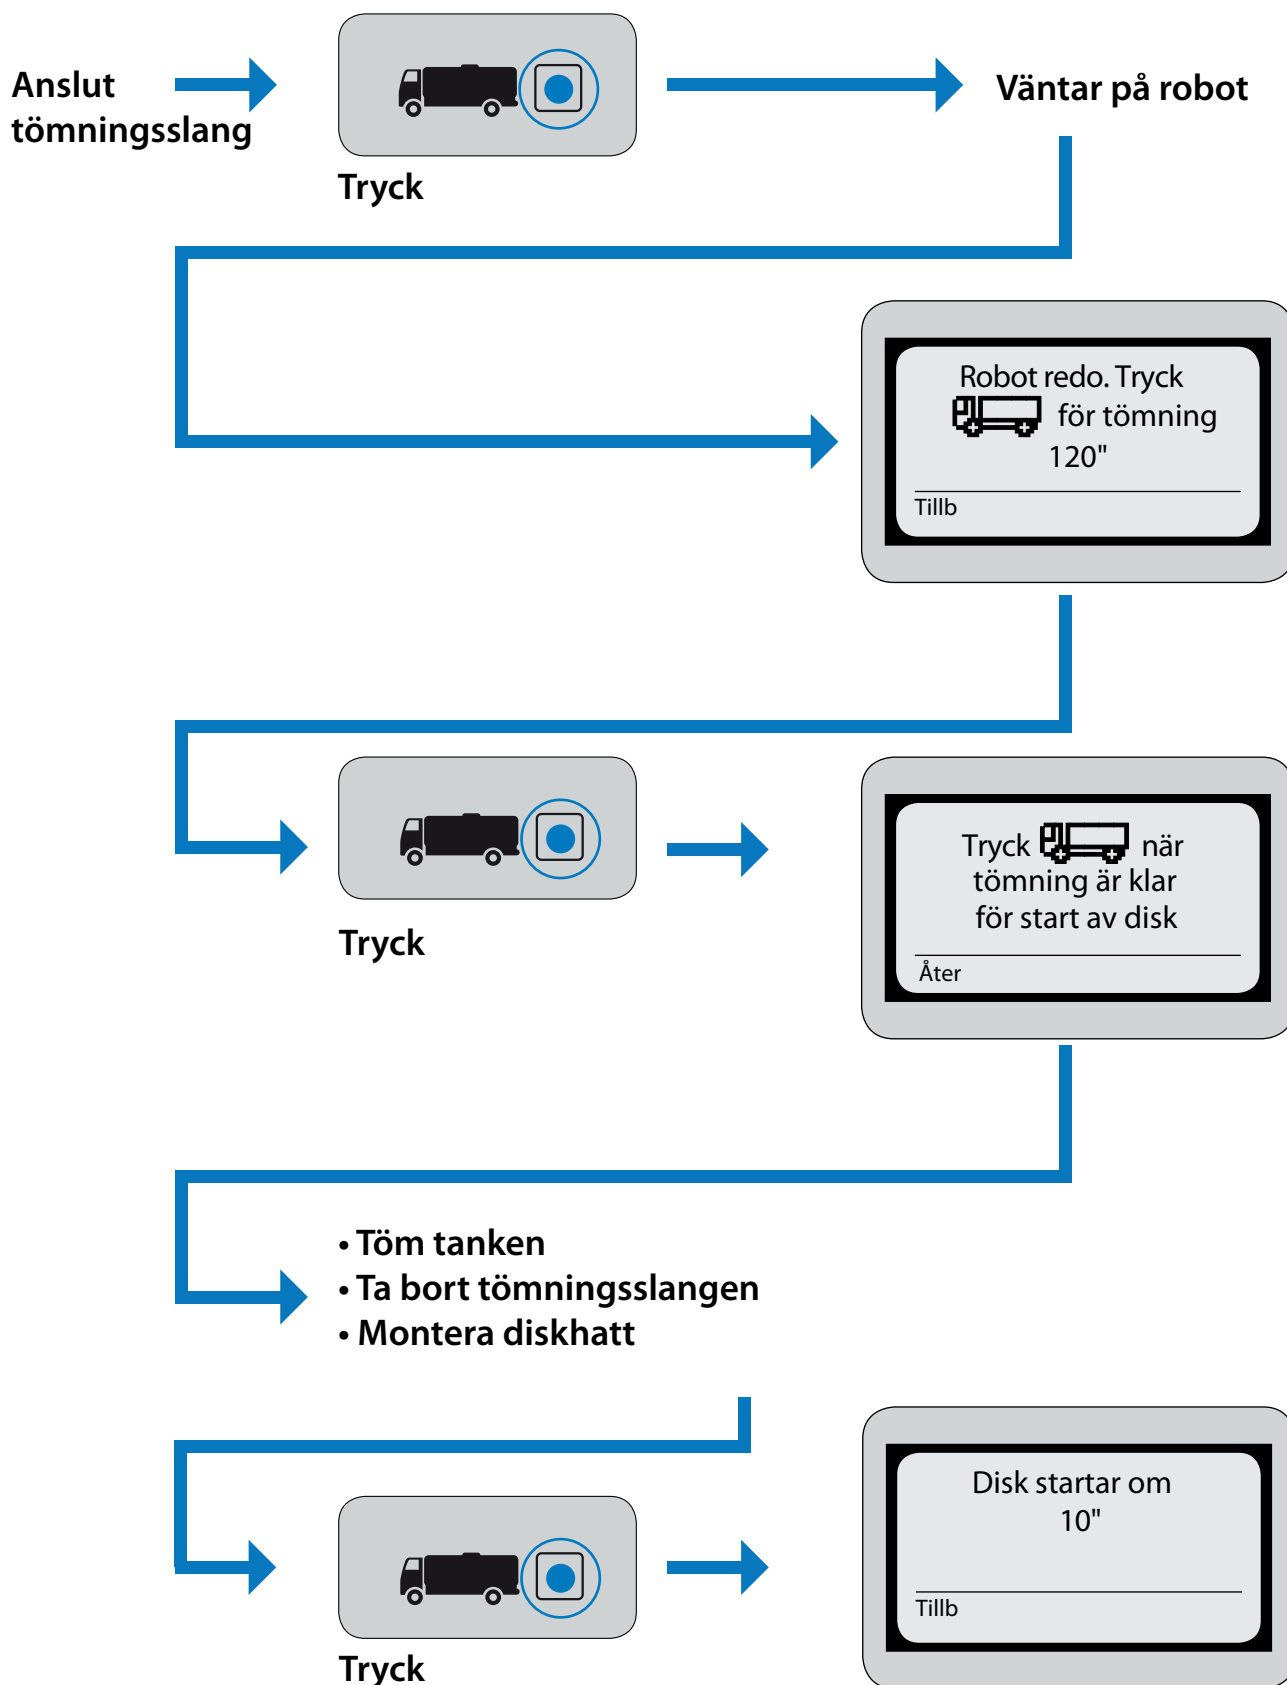 Anslut
tömningsslang
Tryck
Väntar på robot
Robot redo. Tryck
för tömning
120"
Tillb
Tryck
Tryck när
tömning är klar
för start av disk
Åter
• Töm tanken
• Ta bort tömningsslangen
• Montera diskhatt
Tryck
Disk startar om
10"
Tillb